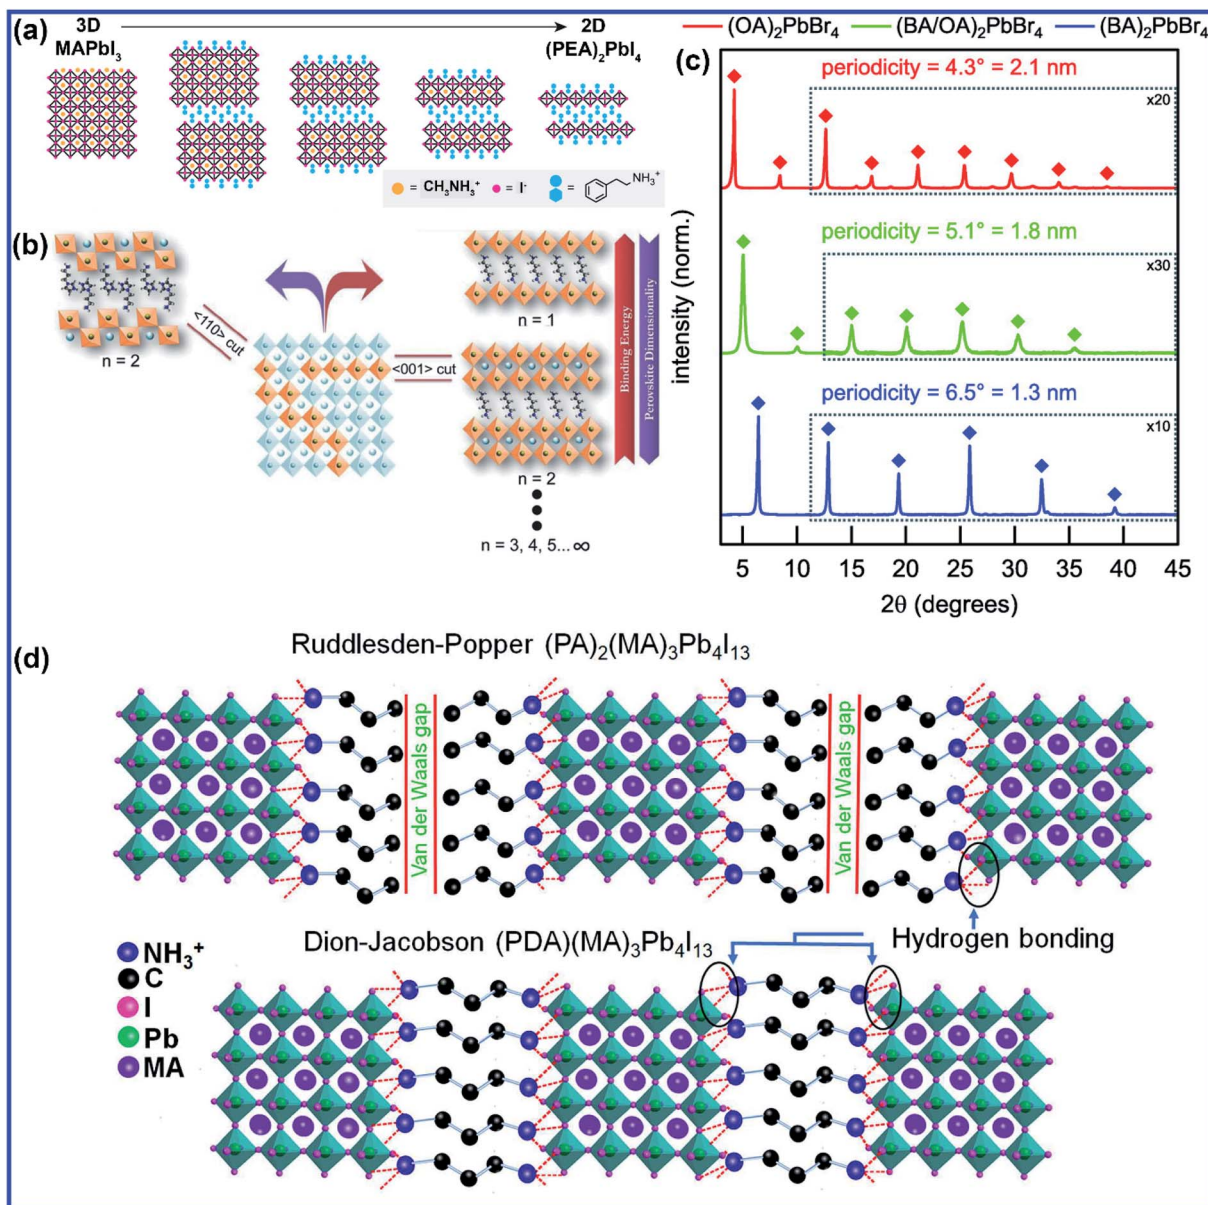 (a)
3D
MAPbI₃
2D
(PEA)₂PbI₄
= CH₃NH₃⁺
= I⁻
=
NH₃⁺
(b)
<110> cut
n = 2
<001> cut
n = 1
n = 2
n = 3, 4, 5... ∞
Binding Energy
Perovskite Dimensionality
(OA)₂PbBr₄
(BA/OA)₂PbBr₄
(BA)₂PbBr₄
(c)
periodicity = 4.3° = 2.1 nm
x20
periodicity = 5.1° = 1.8 nm
x30
periodicity = 6.5° = 1.3 nm
x10
intensity (norm.)
5 10 15 20 25 30 35 40 45
2θ (degrees)
(d)
Ruddlesden-Popper (PA)₂(MA)₃Pb₄I₁₃
Van der Waals gap
Van der Waals gap
Dion-Jacobson (PDA)(MA)₃Pb₄I₁₃
Hydrogen bonding
NH₃⁺
C
I
Pb
MA